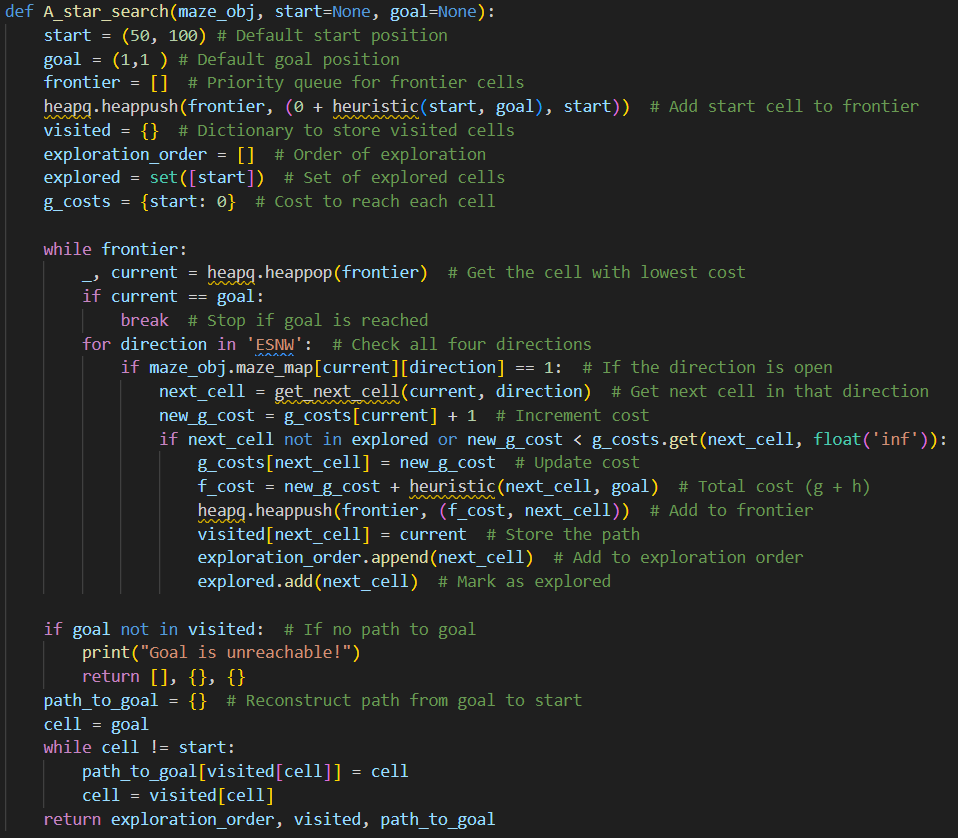 def A_star_search(maze_obj, start=None, goal=None):
    start = (50, 100) # Default start position
    goal = (1,1 ) # Default goal position
    frontier = []  # Priority queue for frontier cells
    heapq.heappush(frontier, (0 + heuristic(start, goal), start))  # Add start cell to frontier
    visited = {}  # Dictionary to store visited cells
    exploration_order = []  # Order of exploration
    explored = set([start])  # Set of explored cells
    g_costs = {start: 0}  # Cost to reach each cell

    while frontier:
        _, current = heapq.heappop(frontier)  # Get the cell with lowest cost
        if current == goal:
            break  # Stop if goal is reached
        for direction in 'ESNW':  # Check all four directions
            if maze_obj.maze_map[current][direction] == 1:  # If the direction is open
                next_cell = get_next_cell(current, direction)  # Get next cell in that direction
                new_g_cost = g_costs[current] + 1  # Increment cost
                if next_cell not in explored or new_g_cost < g_costs.get(next_cell, float('inf')):
                    g_costs[next_cell] = new_g_cost  # Update cost
                    f_cost = new_g_cost + heuristic(next_cell, goal)  # Total cost (g + h)
                    heapq.heappush(frontier, (f_cost, next_cell))  # Add to frontier
                    visited[next_cell] = current  # Store the path
                    exploration_order.append(next_cell)  # Add to exploration order
                    explored.add(next_cell)  # Mark as explored

    if goal not in visited:  # If no path to goal
        print("Goal is unreachable!")
        return [], {}, {}
    path_to_goal = {}  # Reconstruct path from goal to start
    cell = goal
    while cell != start:
        path_to_goal[visited[cell]] = cell
        cell = visited[cell]
    return exploration_order, visited, path_to_goal